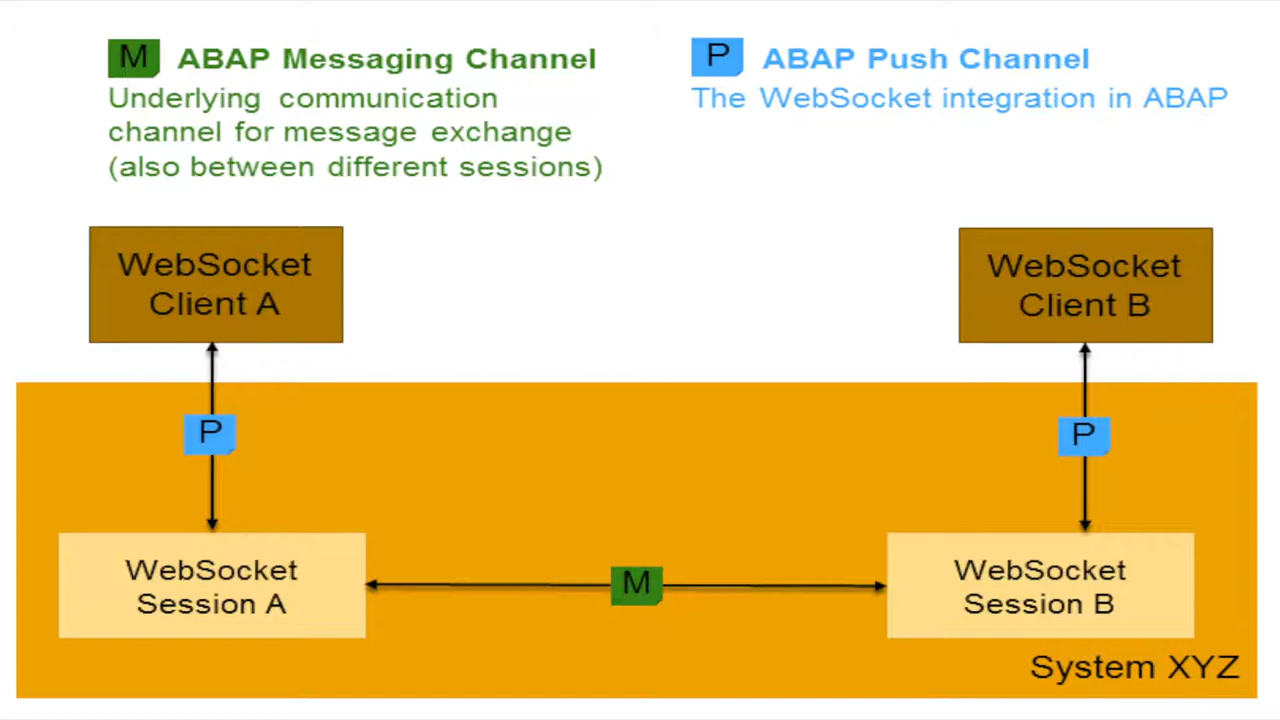 M ABAP Messaging Channel
Underlying communication
channel for message exchange
(also between different sessions)
P ABAP Push Channel
The WebSocket integration in ABAP
WebSocket
Client A
WebSocket
Client B
P
P
WebSocket
Session A
M
WebSocket
Session B
System XYZ